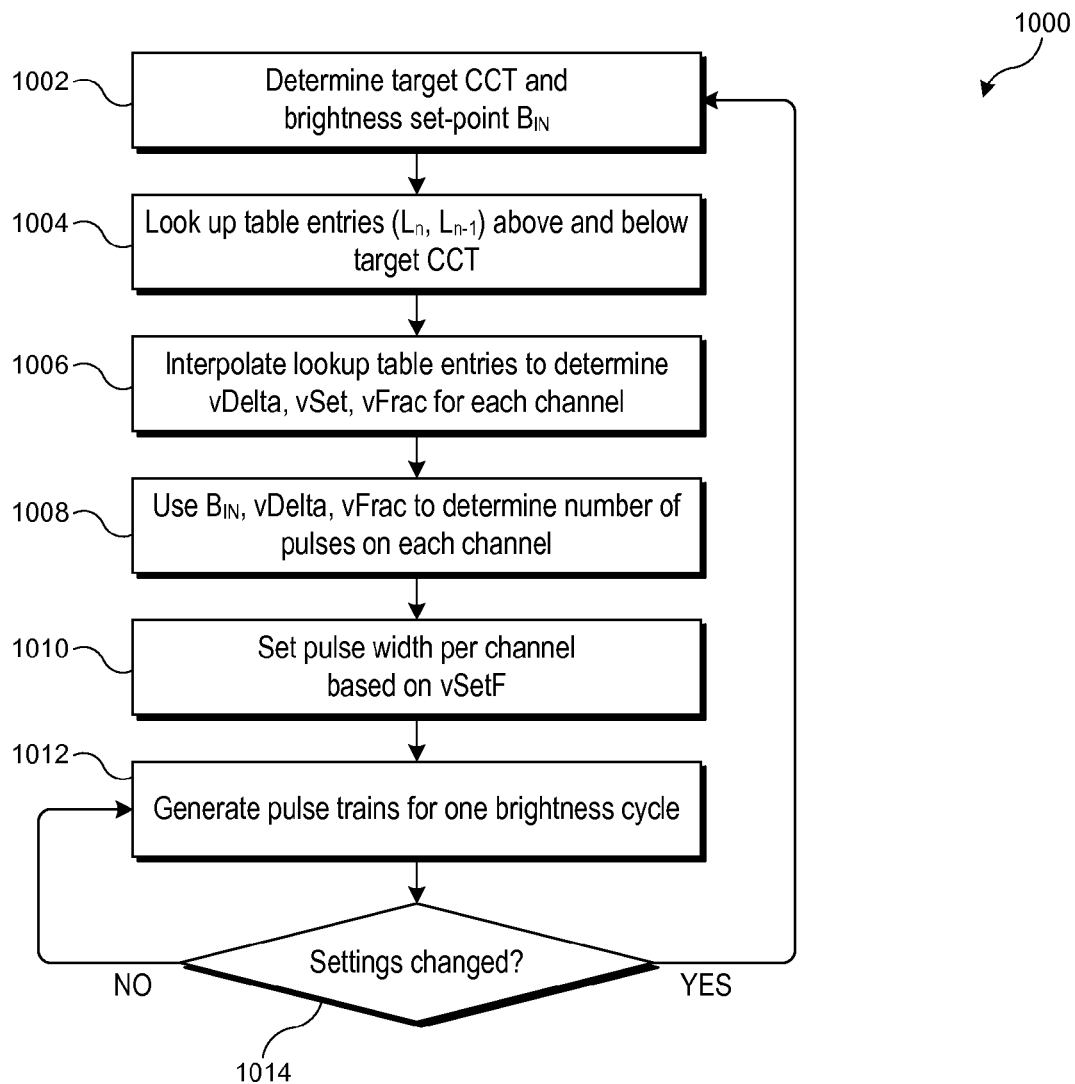 1000
1002
Determine target CCT and
brightness set-point B_IN
1004
Look up table entries (L_n, L_n-1) above and below
target CCT
1006
Interpolate lookup table entries to determine
vDelta, vSet, vFrac for each channel
1008
Use B_IN, vDelta, vFrac to determine number of
pulses on each channel
1010
Set pulse width per channel
based on vSetF
1012
Generate pulse trains for one brightness cycle
Settings changed?
NO
YES
1014